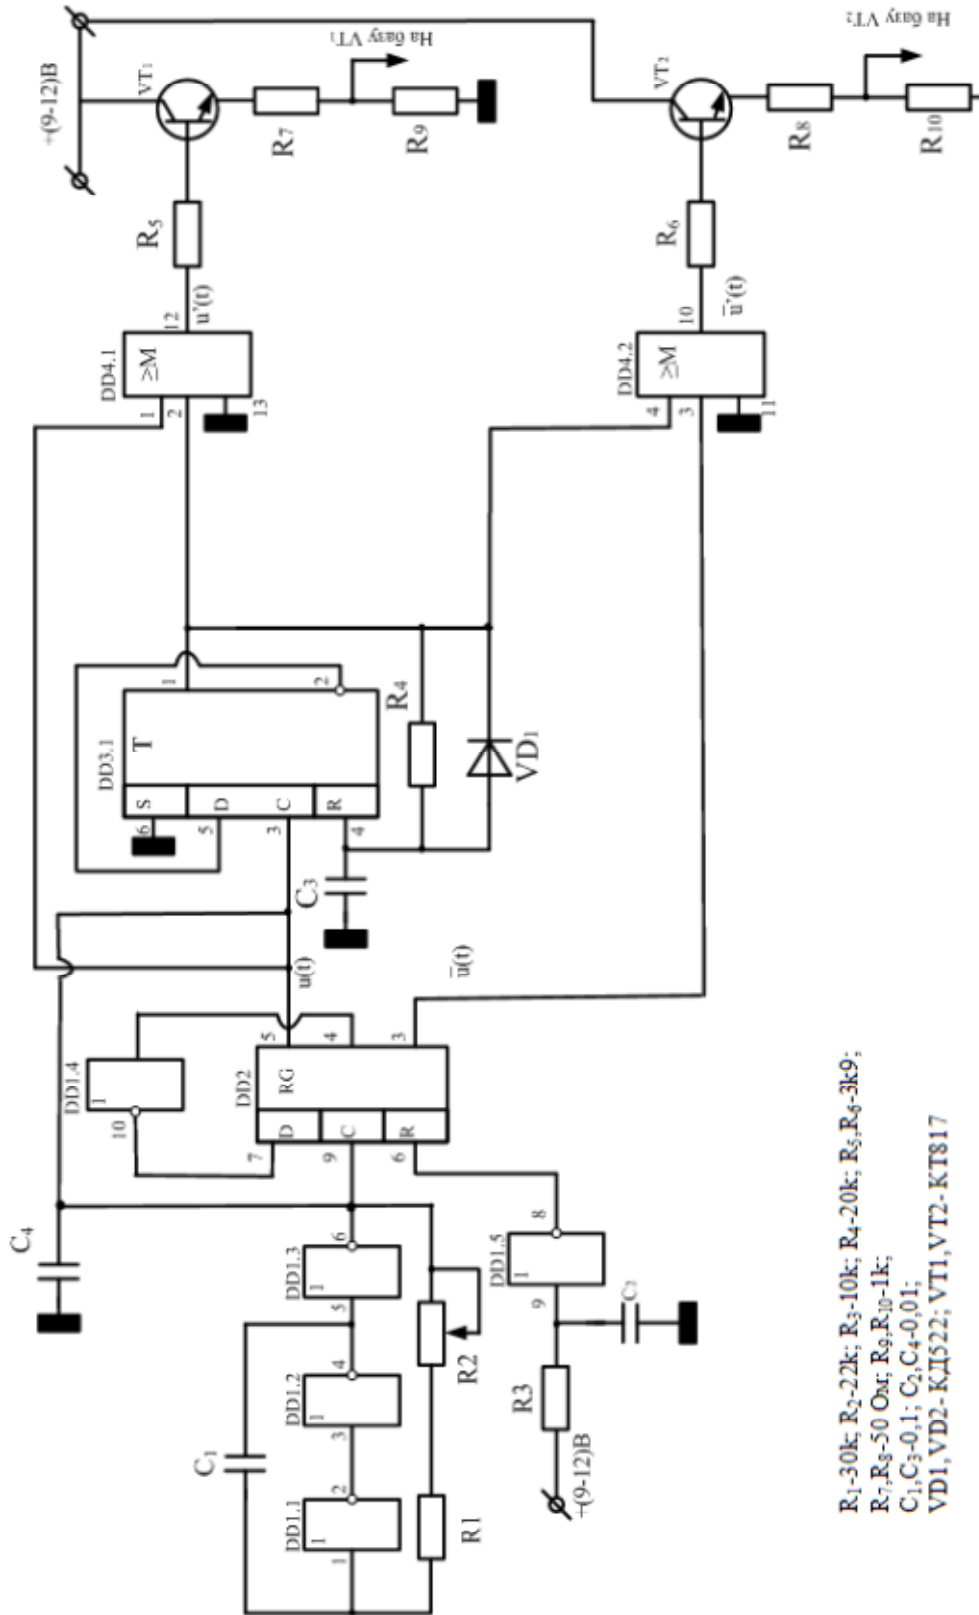 C₄
C₁
DD1.1
1
1
2
DD1.2
1
3
4
DD1.3
1
5
6
R1
R2
+(9-12)В
R3
C₂
DD1.5
1
9
8
DD1.4
1
10
DD2
RG
D
C
R
7
9
6
5
4
3
u(t)
u̅(t)
C₃
DD3.1
T
S
D
C
R
6
5
3
4
1
2
R₄
VD₁
DD4.1
≥M
1
2
13
12
u'(t)
R₅
DD4.2
≥M
4
3
11
10
u̅'(t)
R₆
+(9-12)В
VT₁
R₇
R₉
На базу VT₁
VT₂
R₈
R₁₀
На базу VT₂
R₁-30k; R₂-22k; R₃-10k; R₄-20k; R₅,R₆-3k9;
R₇,R₈-50 Ом; R₉,R₁₀-1k;
C₁,C₃-0,1; C₂,C₄-0,01;
VD1,VD2-КД522; VT1,VT2-КТ817